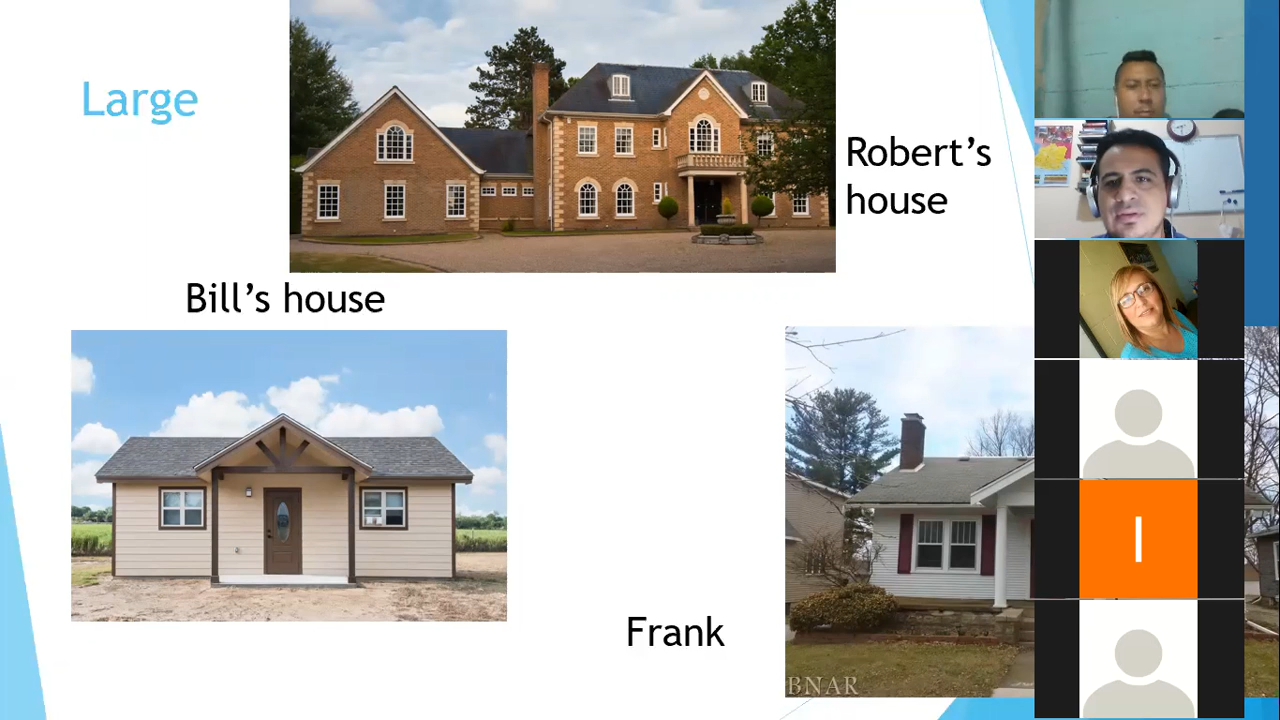 Large
Robert's
house
Bill's house
Frank
BNAR
I